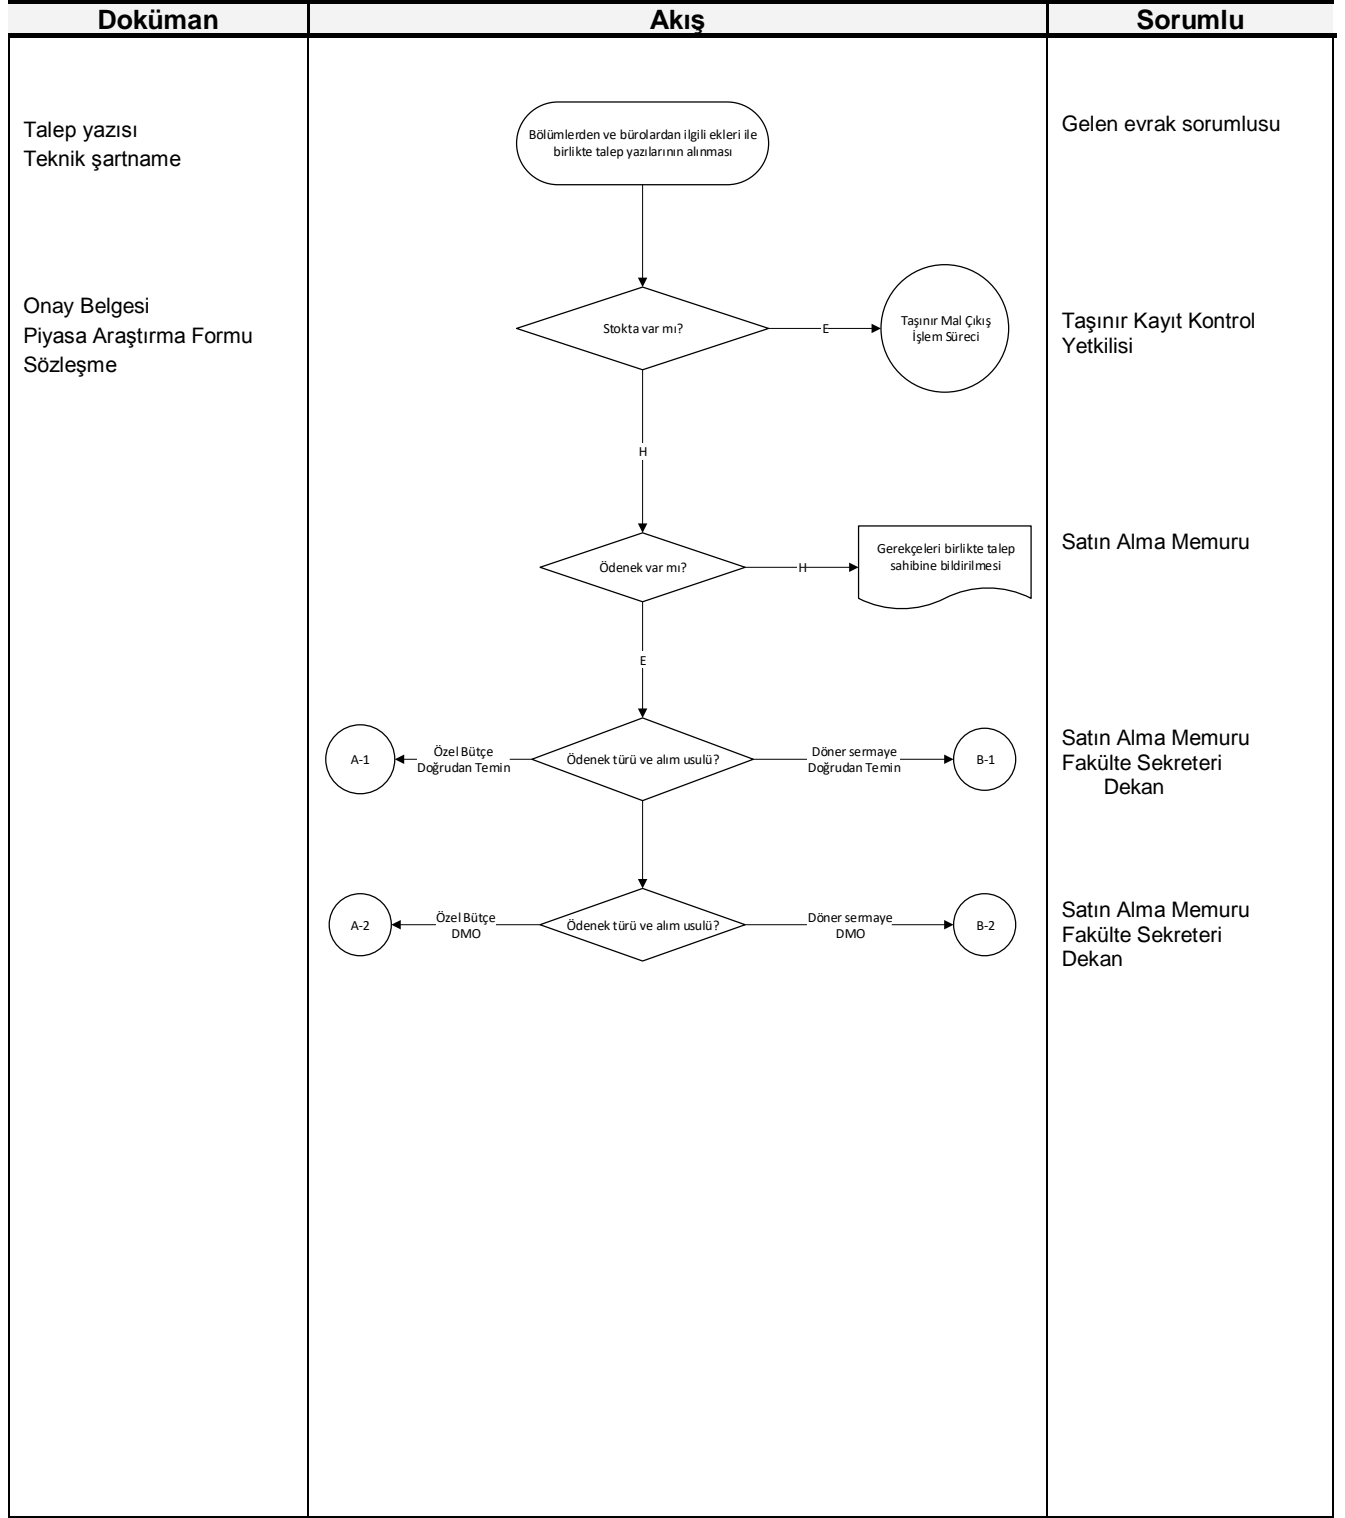 Doküman
Akış
Sorumlu
Talep yazısı
Teknik şartname
Bölümlerden ve bürolardan ilgili ekleri ile
birlikte talep yazılarının alınması
Gelen evrak sorumlusu
Onay Belgesi
Piyasa Araştırma Formu
Sözleşme
Stokta var mı?
E
Taşınır Mal Çıkış
İşlem Süreci
Taşınır Kayıt Kontrol
Yetkilisi
H
Ödenek var mı?
H
Gerekçeleri birlikte talep
sahibine bildirilmesi
Satın Alma Memuru
E
A-1
Özel Bütçe
Doğrudan Temin
Ödenek türü ve alım usulü?
Döner sermaye
Doğrudan Temin
B-1
Satın Alma Memuru
Fakülte Sekreteri
Dekan
A-2
Özel Bütçe
DMO
Ödenek türü ve alım usulü?
Döner sermaye
DMO
B-2
Satın Alma Memuru
Fakülte Sekreteri
Dekan